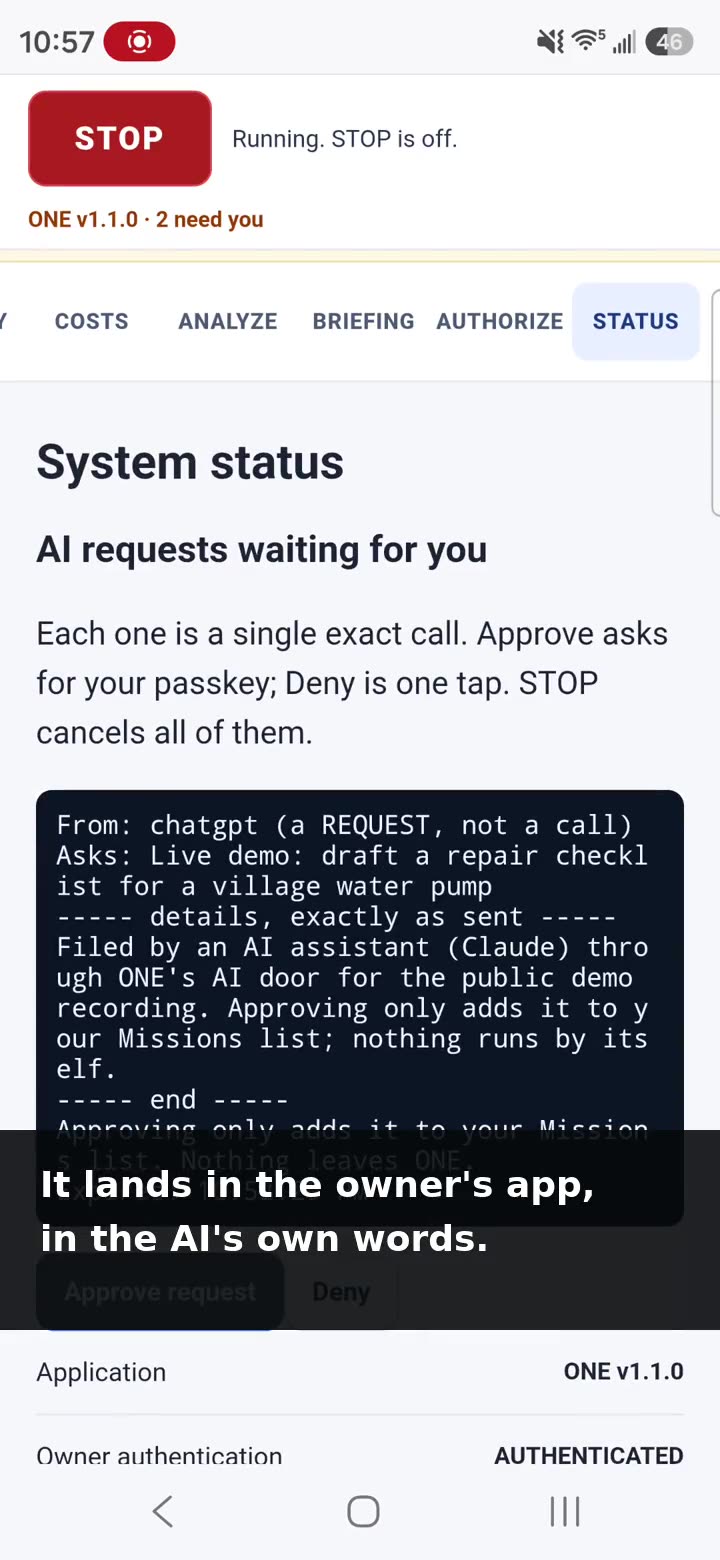 10:57
5
46
STOP
Running. STOP is off.
ONE v1.1.0 · 2 need you
Y COSTS ANALYZE BRIEFING AUTHORIZE STATUS
System status
AI requests waiting for you
Each one is a single exact call. Approve asks
for your passkey; Deny is one tap. STOP
cancels all of them.
From: chatgpt (a REQUEST, not a call)
Asks: Live demo: draft a repair checkl
ist for a village water pump
----- details, exactly as sent -----
Filed by an AI assistant (Claude) thro
ugh ONE's AI door for the public demo
recording. Approving only adds it to y
our Missions list; nothing runs by its
elf.
----- end -----
Approving only adds it to your Mission
s list. Nothing leaves ONE.
It lands in the owner's app,
in the AI's own words.
Approve request Deny
Application ONE v1.1.0
Owner authentication AUTHENTICATED